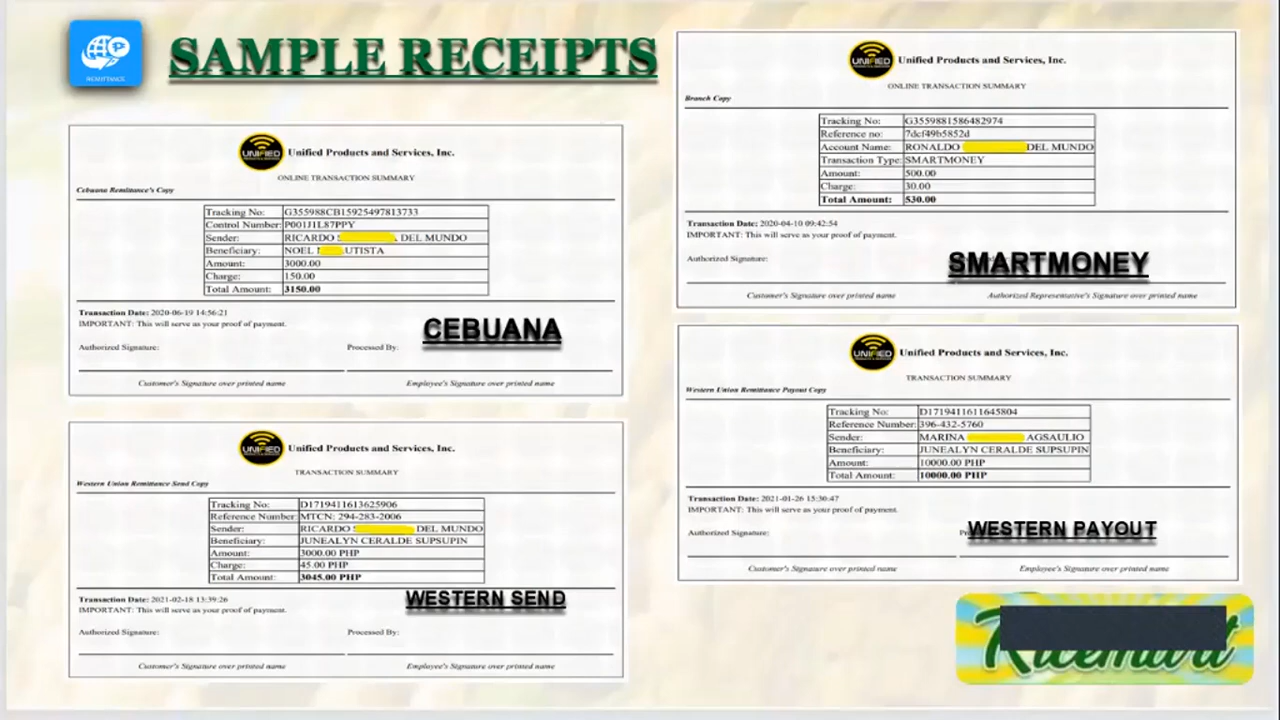 REMITTANCE
SAMPLE RECEIPTS
UNIFIED
Unified Products and Services, Inc.
ONLINE TRANSACTION SUMMARY
Cebuana Remittance's Copy
Tracking No: G355988CB15925497813733
Control Number: P001J1L87PPY
Sender: RICARDO DEL MUNDO
Beneficiary: NOEL UTISTA
Amount: 3000.00
Charge: 150.00
Total Amount: 3150.00
Transaction Date: 2020-06-19 14:56:21
IMPORTANT: This will serve as your proof of payment.
CEBUANA
Authorized Signature: Processed By:
Customer's Signature over printed name Employee's Signature over printed name
UNIFIED
Unified Products and Services, Inc.
TRANSACTION SUMMARY
Western Union Remittance Send Copy
Tracking No: D1719411613625906
Reference Number: MTCN: 294-283-2006
Sender: RICARDO DEL MUNDO
Beneficiary: JUNEALYN CERALDE SUPSUPIN
Amount: 3000.00 PHP
Charge: 45.00 PHP
Total Amount: 3045.00 PHP
Transaction Date: 2021-02-18 13:39:26
WESTERN SEND
IMPORTANT: This will serve as your proof of payment.
Authorized Signature: Processed By:
Customer's Signature over printed name Employee's Signature over printed name
UNIFIED
Unified Products and Services, Inc.
ONLINE TRANSACTION SUMMARY
Branch Copy
Tracking No: G3559881586482974
Reference no: 7dcf49b5852d
Account Name: RONALDO DEL MUNDO
Transaction Type: SMARTMONEY
Amount: 500.00
Charge: 30.00
Total Amount: 530.00
Transaction Date: 2020-04-10 09:42:54
IMPORTANT: This will serve as your proof of payment.
Authorized Signature:
SMARTMONEY
Customer's Signature over printed name Authorized Representative's Signature over printed name
UNIFIED
Unified Products and Services, Inc.
TRANSACTION SUMMARY
Western Union Remittance Payout Copy
Tracking No: D1719411611645804
Reference Number: 396-432-5760
Sender: MARINA AGSAULIO
Beneficiary: JUNEALYN CERALDE SUPSUPIN
Amount: 10000.00 PHP
Total Amount: 10000.00 PHP
Transaction Date: 2021-01-26 15:30:47
IMPORTANT: This will serve as your proof of payment.
Authorized Signature:
WESTERN PAYOUT
Customer's Signature over printed name Employee's Signature over printed name